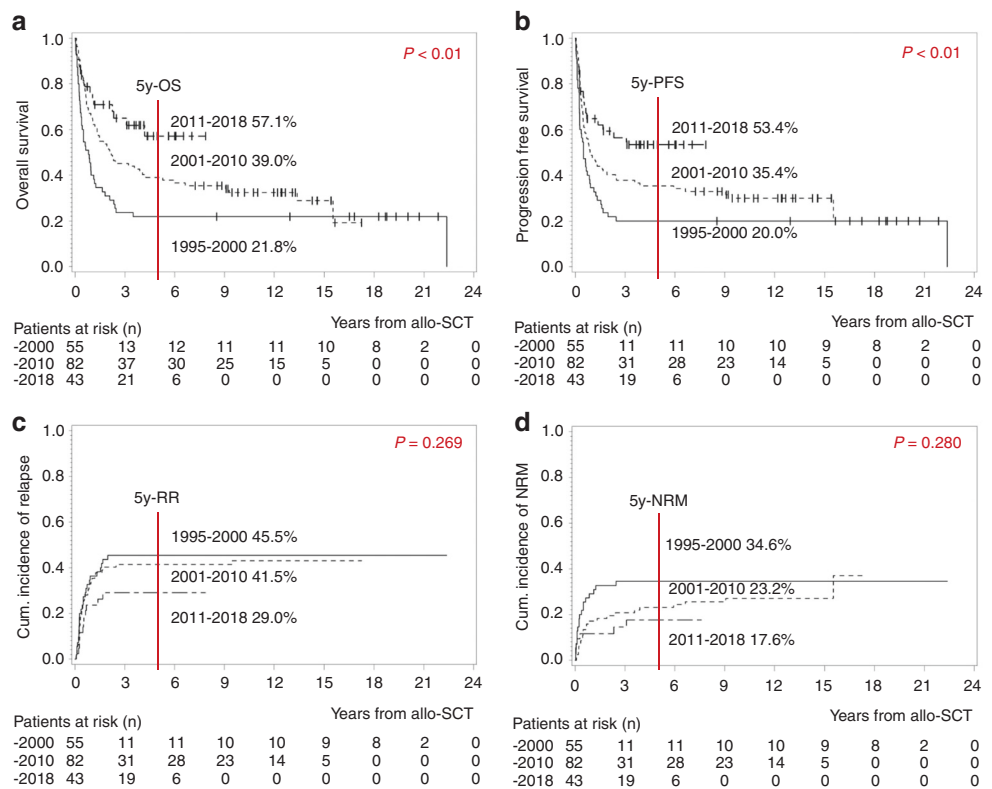 a
P < 0.01
Overall survival
1.0
0.8
0.6
0.4
0.2
0.0
5y-OS
2011-2018 57.1%
2001-2010 39.0%
1995-2000 21.8%
0 3 6 9 12 15 18 21 24
Years from allo-SCT
Patients at risk (n)
-2000 55 13 12 11 11 10 8 2 0
-2010 82 37 30 25 15 5 0 0 0
-2018 43 21 6 0 0 0 0 0 0
b
P < 0.01
Progression free survival
1.0
0.8
0.6
0.4
0.2
0.0
5y-PFS
2011-2018 53.4%
2001-2010 35.4%
1995-2000 20.0%
0 3 6 9 12 15 18 21 24
Years from allo-SCT
Patients at risk (n)
-2000 55 11 11 10 10 9 8 2 0
-2010 82 31 28 23 14 5 0 0 0
-2018 43 19 6 0 0 0 0 0 0
c
P = 0.269
Cum. incidence of relapse
1.0
0.8
0.6
0.4
0.2
0.0
5y-RR
1995-2000 45.5%
2001-2010 41.5%
2011-2018 29.0%
0 3 6 9 12 15 18 21 24
Years from allo-SCT
Patients at risk (n)
-2000 55 11 11 10 10 9 8 2 0
-2010 82 31 28 23 14 5 0 0 0
-2018 43 19 6 0 0 0 0 0 0
d
P = 0.280
Cum. incidence of NRM
1.0
0.8
0.6
0.4
0.2
0.0
5y-NRM
1995-2000 34.6%
2001-2010 23.2%
2011-2018 17.6%
0 3 6 9 12 15 18 21 24
Years from allo-SCT
Patients at risk (n)
-2000 55 11 11 10 10 9 8 2 0
-2010 82 31 28 23 14 5 0 0 0
-2018 43 19 6 0 0 0 0 0 0